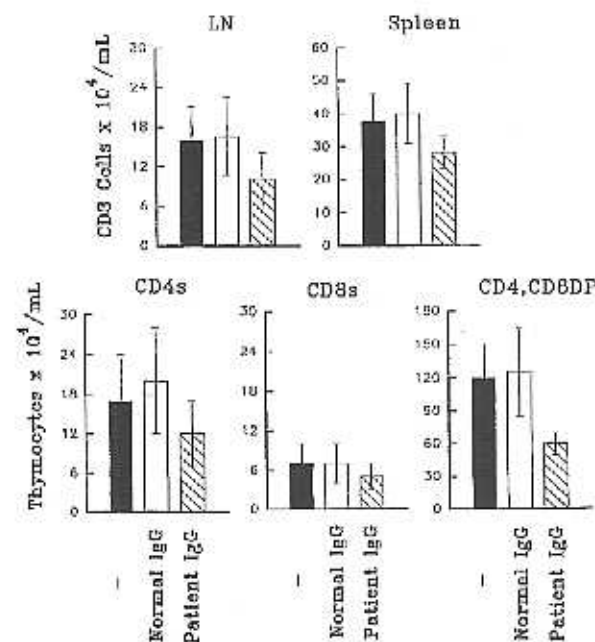 LN
Spleen
CD3 Cells x 10⁴/mL
30
24
18
12
6
0
60
50
40
30
20
10
0
CD4s
CD8s
CD4,CD8DP
Thymocytes x 10⁴/mL
30
24
18
12
6
0
30
24
18
12
6
0
180
150
120
90
60
30
0
—
Normal IgG
Patient IgG
—
Normal IgG
Patient IgG
—
Normal IgG
Patient IgG